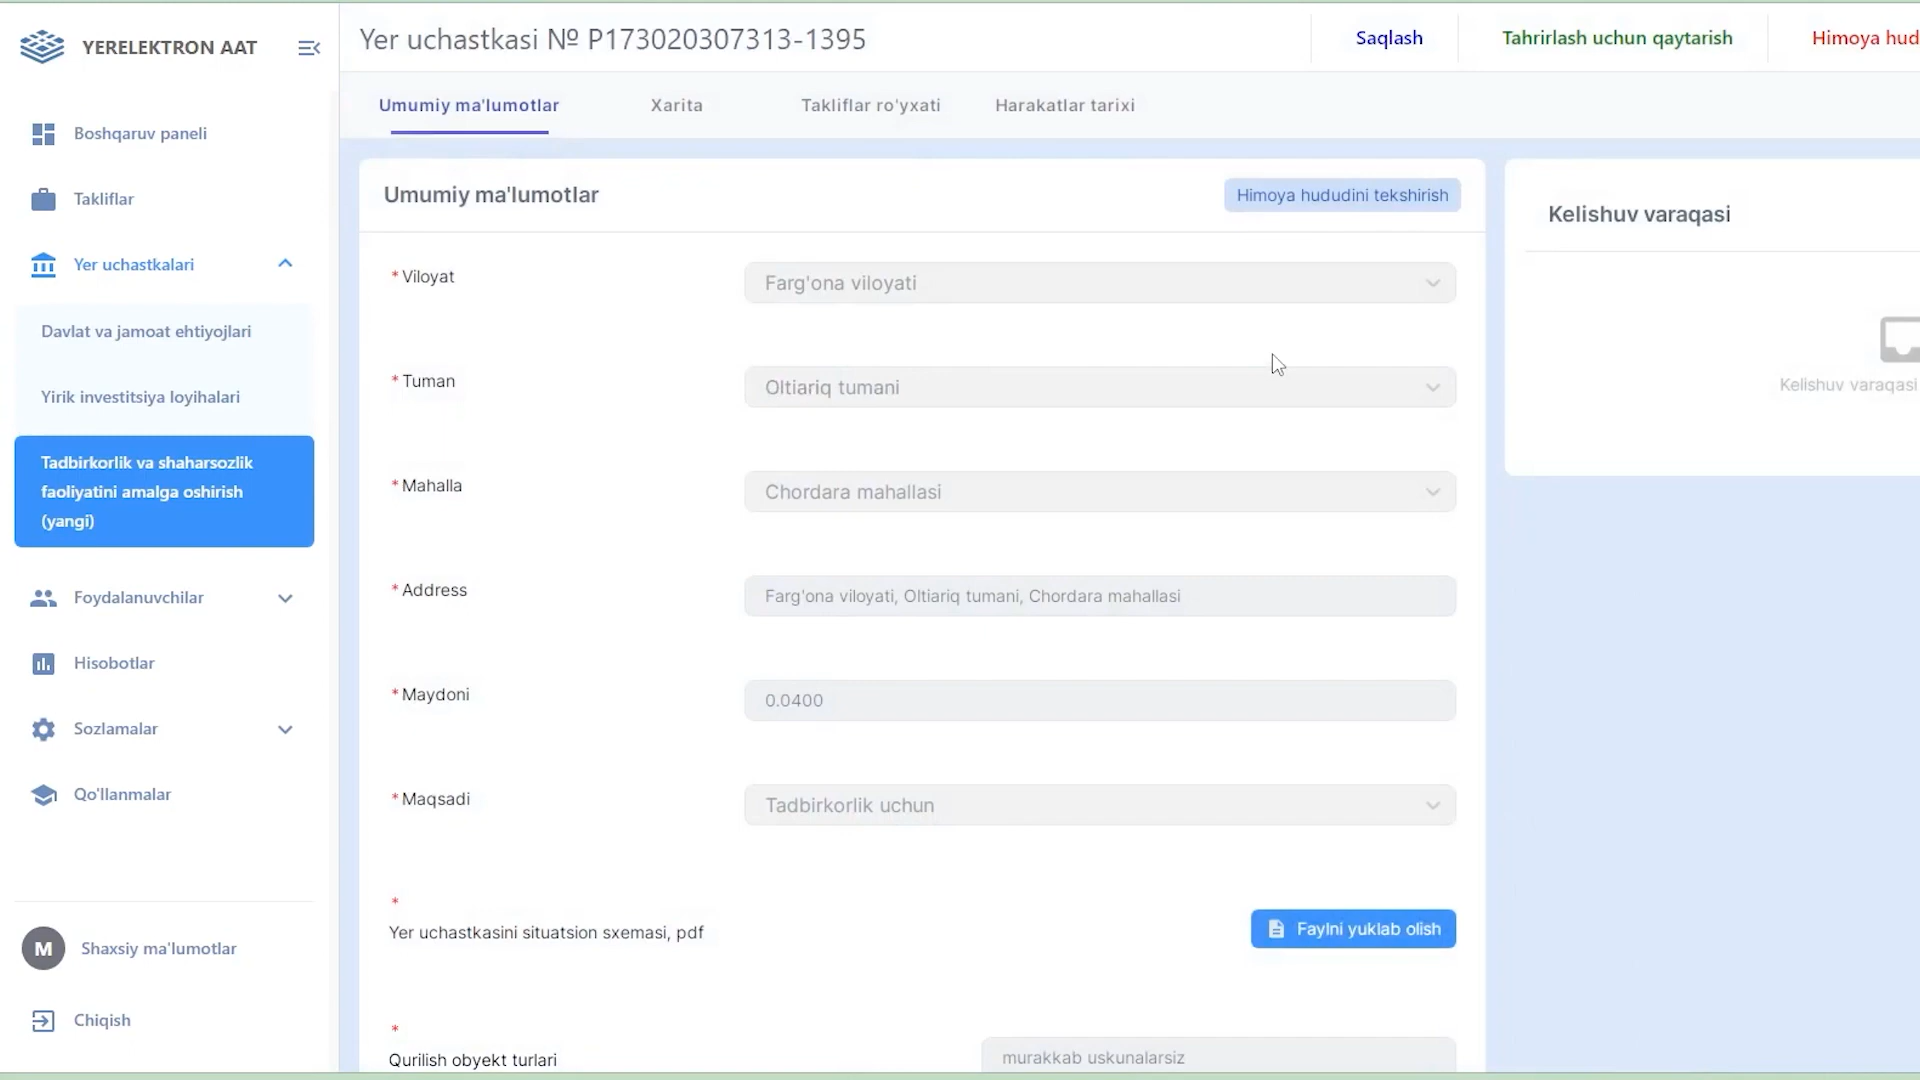 YERELEKTRON AAT
Boshqaruv paneli
Takliflar
Yer uchastkalari
Davlat va jamoat ehtiyojlari
Yirik investitsiya loyihalari
Tadbirkorlik va shaharsozlik
faoliyatini amalga oshirish
(yangi)
Foydalanuvchilar
Hisobotlar
Sozlamalar
Qo'llanmalar
M Shaxsiy ma'lumotlar
Chiqish
Yer uchastkasi № P173020307313-1395
Saqlash
Tahrirlash uchun qaytarish
Himoya hud
Umumiy ma'lumotlar
Xarita
Takliflar ro'yxati
Harakatlar tarixi
Umumiy ma'lumotlar
Himoya hududini tekshirish
* Viloyat
Farg'ona viloyati
* Tuman
Oltiariq tumani
* Mahalla
Chordara mahallasi
* Address
Farg'ona viloyati, Oltiariq tumani, Chordara mahallasi
* Maydoni
0.0400
* Maqsadi
Tadbirkorlik uchun
*
Yer uchastkasini situatsion sxemasi, pdf
Faylni yuklab olish
*
Qurilish obyekt turlari
murakkab uskunalarsiz
Kelishuv varaqasi
Kelishuv varaqasi